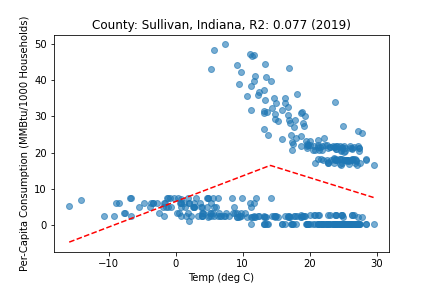 County: Sullivan, Indiana, R2: 0.077 (2019)
Per-Capita Consumption (MMBtu/1000 Households)
50
40
30
20
10
0
−10 0 10 20 30
Temp (deg C)